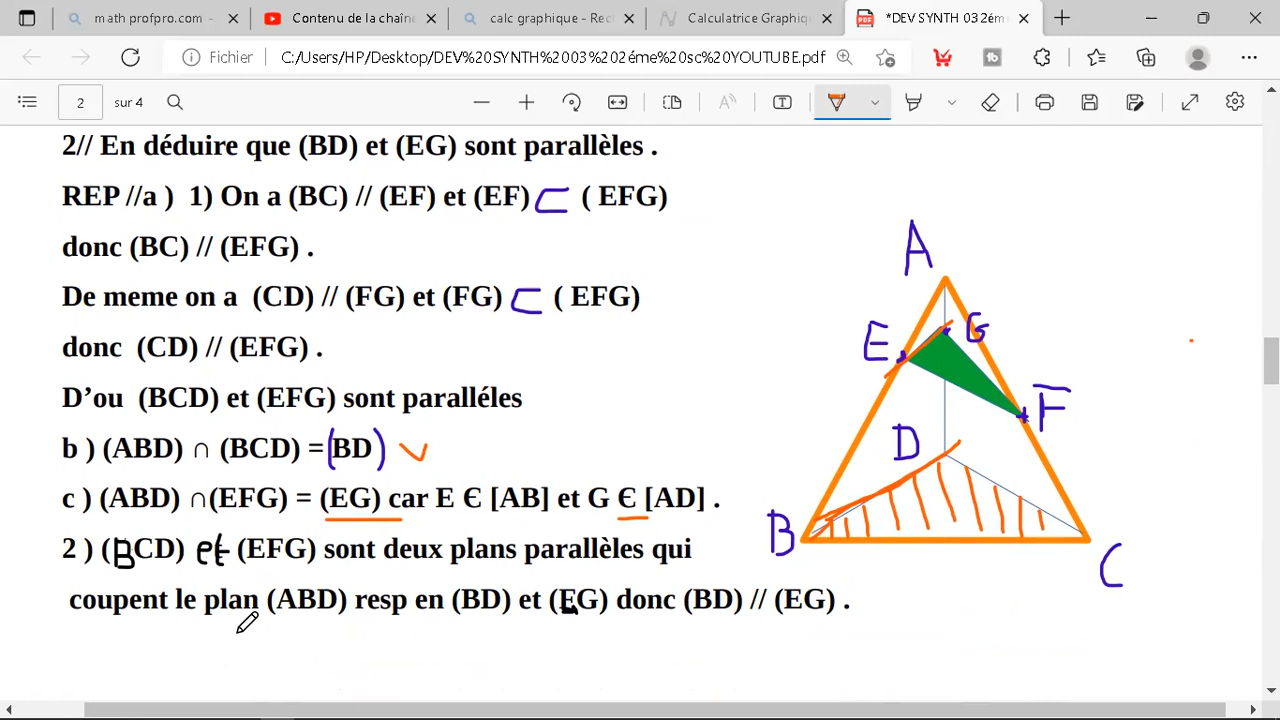 math profpro.com -
Contenu de la chaîne
calc graphique - Rec
Calculatrice Graphiq
*DEV SYNTH 03 2ém
Fichier
C:/Users/HP/Desktop/DEV%20SYNTH%2003%202éme%20sc%20YOUTUBE.pdf
2
sur 4
2// En déduire que (BD) et (EG) sont parallèles .
REP //a ) 1) On a (BC) // (EF) et (EF) ⊂ ( EFG)
donc (BC) // (EFG) .
De meme on a (CD) // (FG) et (FG) ⊂ ( EFG)
donc (CD) // (EFG) .
D’ou (BCD) et (EFG) sont paralléles
b ) (ABD) ∩ (BCD) = (BD)
c ) (ABD) ∩(EFG) = (EG) car E Є [AB] et G Є [AD] .
2 ) (BCD) et (EFG) sont deux plans parallèles qui
coupent le plan (ABD) resp en (BD) et (EG) donc (BD) // (EG) .
A
E
G
F
D
B
C